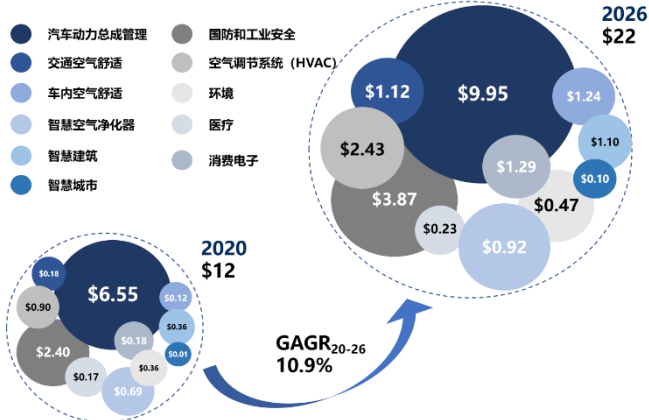 汽车动力总成管理
交通空气舒适
车内空气舒适
智慧空气净化器
智慧建筑
智慧城市
国防和工业安全
空气调节系统（HVAC）
环境
医疗
消费电子
2026
$22
$9.95
$1.12
$1.24
$2.43
$1.10
$1.29
$0.10
$3.87
$0.47
$0.23
$0.92
2020
$12
$0.18
$6.55
$0.12
$0.90
$0.36
$0.18
$0.01
$2.40
$0.36
$0.17
$0.69
GAGR20-26
10.9%